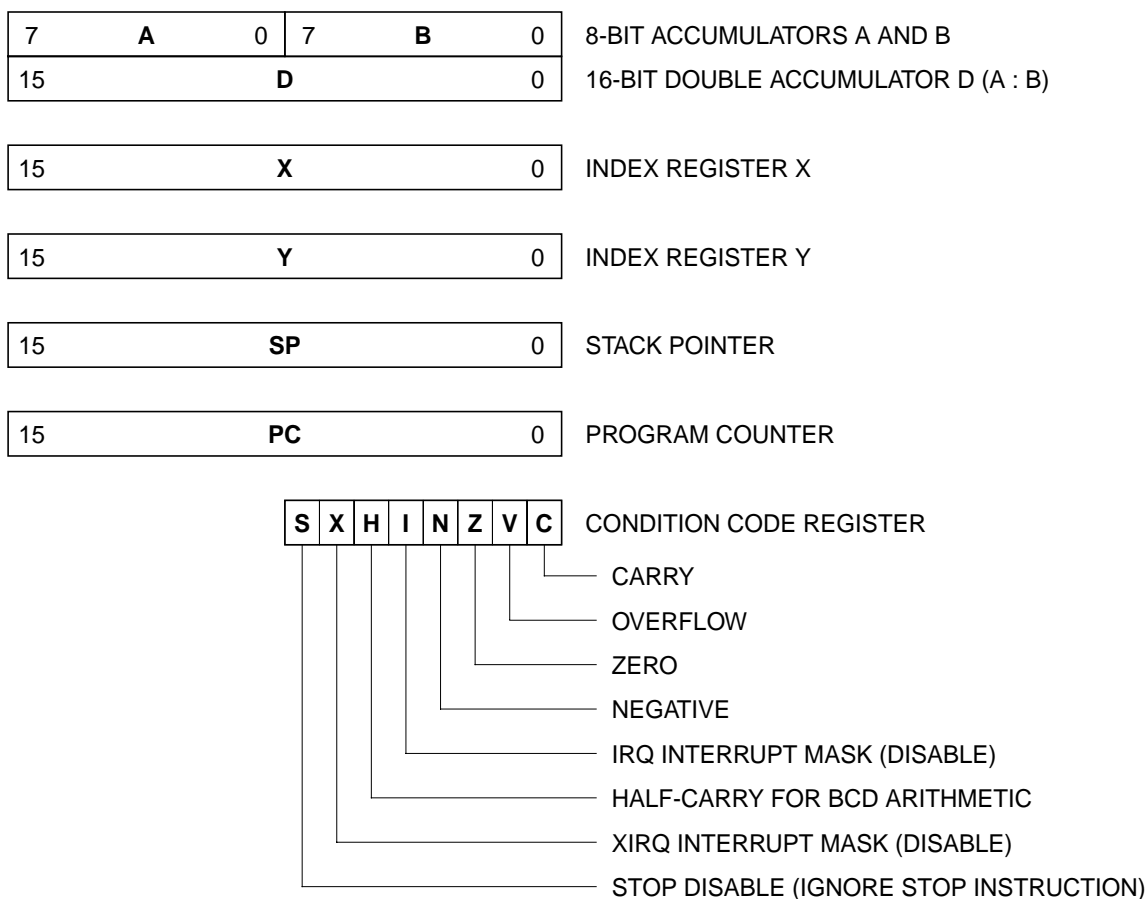 7 A 0 7 B 0 8-BIT ACCUMULATORS A AND B
15 D 0 16-BIT DOUBLE ACCUMULATOR D (A : B)
15 X 0 INDEX REGISTER X
15 Y 0 INDEX REGISTER Y
15 SP 0 STACK POINTER
15 PC 0 PROGRAM COUNTER
S X H I N Z V C CONDITION CODE REGISTER
CARRY
OVERFLOW
ZERO
NEGATIVE
IRQ INTERRUPT MASK (DISABLE)
HALF-CARRY FOR BCD ARITHMETIC
XIRQ INTERRUPT MASK (DISABLE)
STOP DISABLE (IGNORE STOP INSTRUCTION)